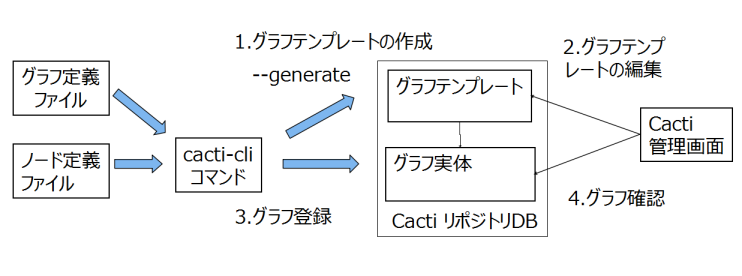 1.グラフテンプレートの作成
--generate
2.グラフテンプ
レートの編集
グラフ定義
ファイル
グラフテンプレート
Cacti
管理画面
cacti-cli
コマンド
ノード定義
ファイル
グラフ実体
3.グラフ登録
4.グラフ確認
Cacti リポジトリDB